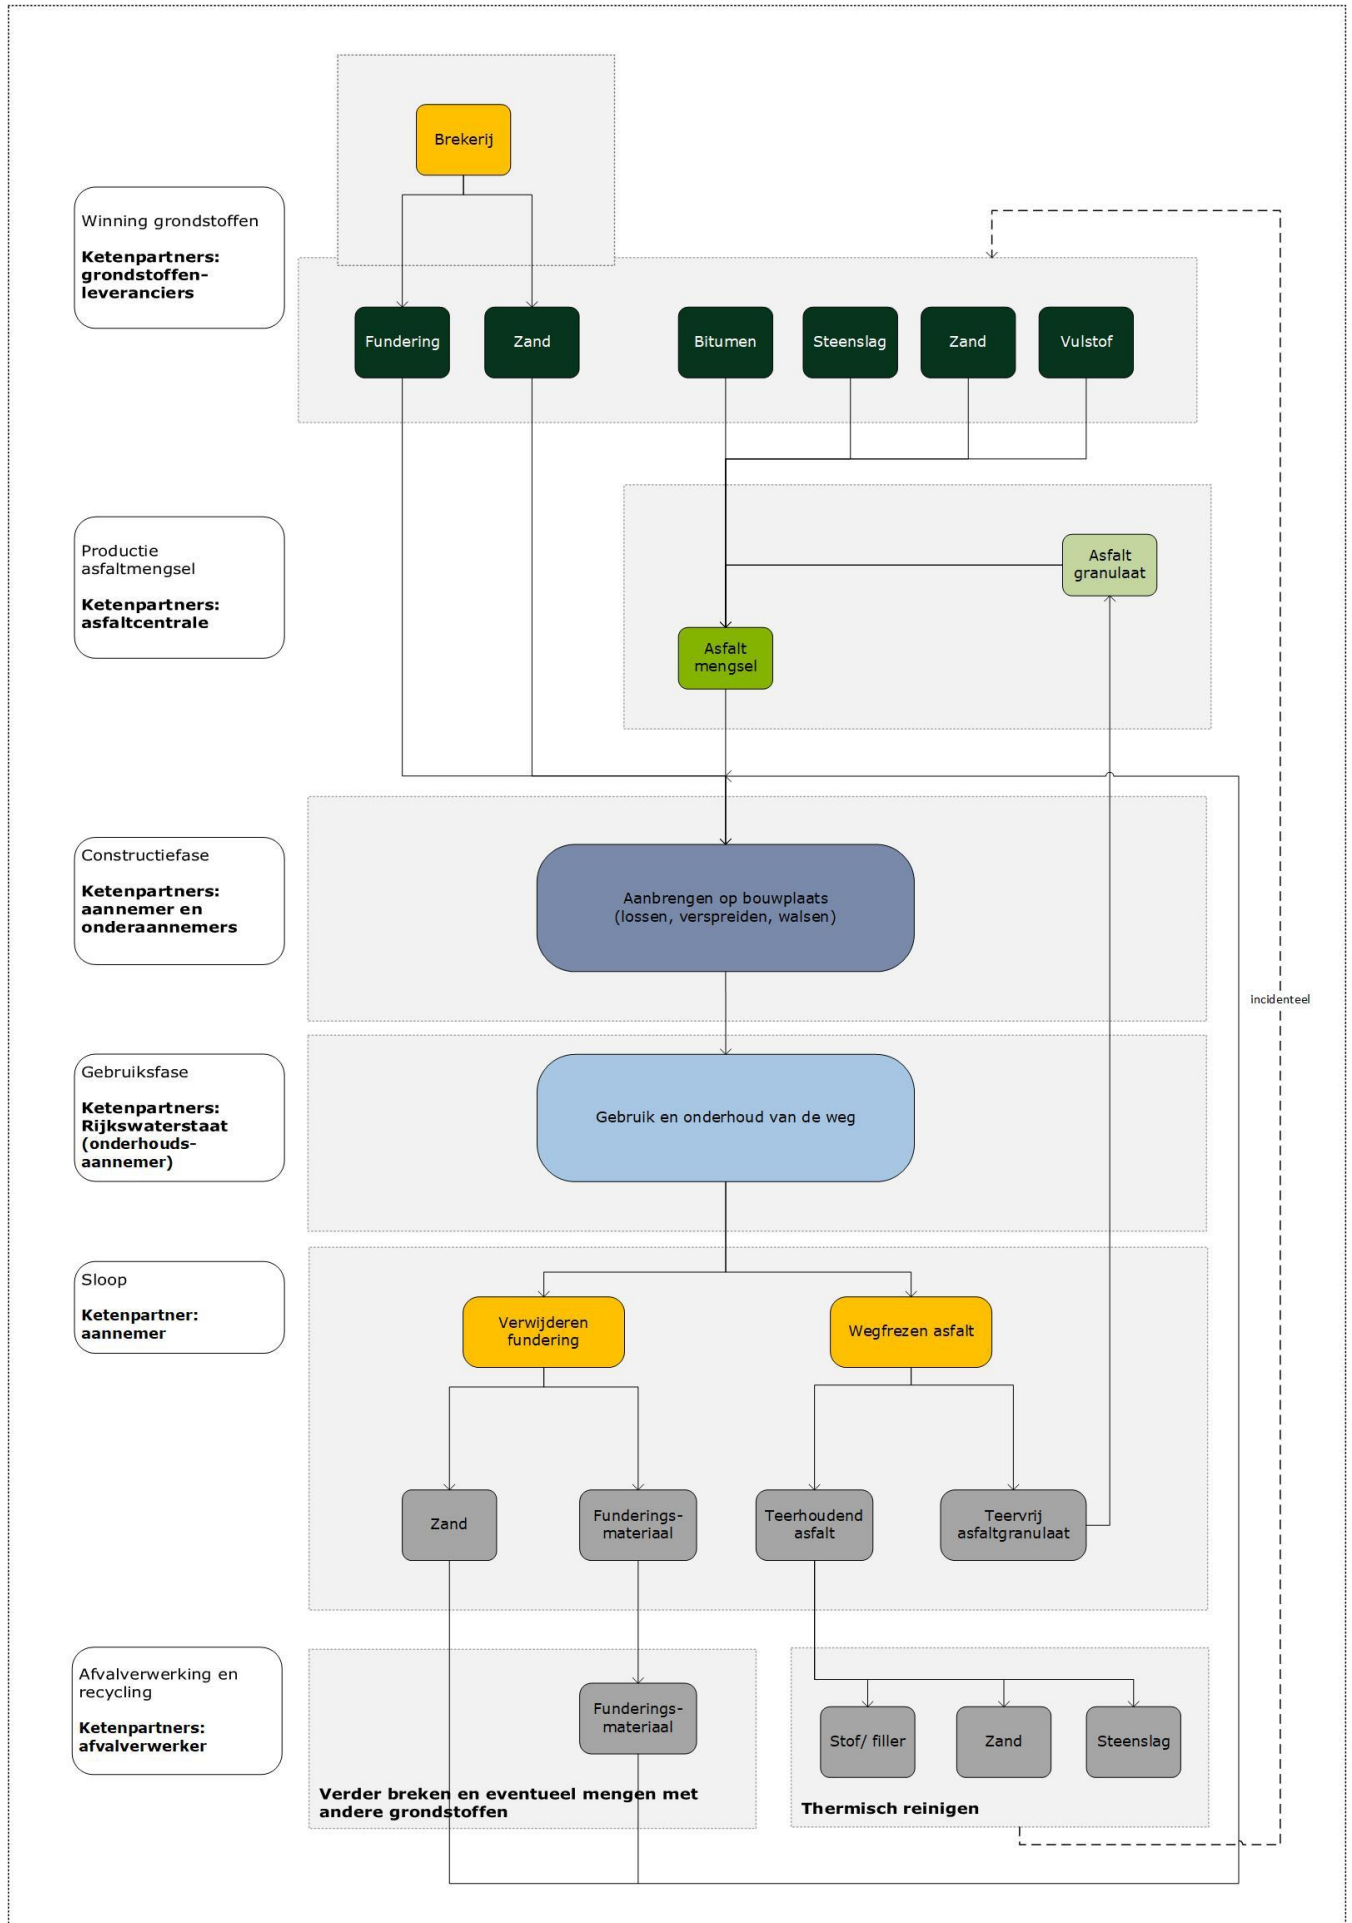 Brekerij
Winning grondstoffen
Ketenpartners:
grondstoffen-
leveranciers
Fundering
Zand
Bitumen
Steenslag
Zand
Vulstof
Productie
asfaltmengsel
Ketenpartners:
asfaltcentrale
Asfalt
granulaat
Asfalt
mengsel
Constructiefase
Ketenpartners:
aannemer en
onderaannemers
Aanbrengen op bouwplaats
(lossen, verspreiden, walsen)
incidenteel
Gebruiksfase
Ketenpartners:
Rijkswaterstaat
(onderhouds-
aannemer)
Gebruik en onderhoud van de weg
Sloop
Ketenpartner:
aannemer
Verwijderen
fundering
Wegfrezen asfalt
Zand
Funderings-
materiaal
Teerhoudend
asfalt
Teervrij
asfaltgranulaat
Afvalverwerking en
recycling
Ketenpartners:
afvalverwerker
Funderings-
materiaal
Stof/ filler
Zand
Steenslag
Verder breken en eventueel mengen met
andere grondstoffen
Thermisch reinigen